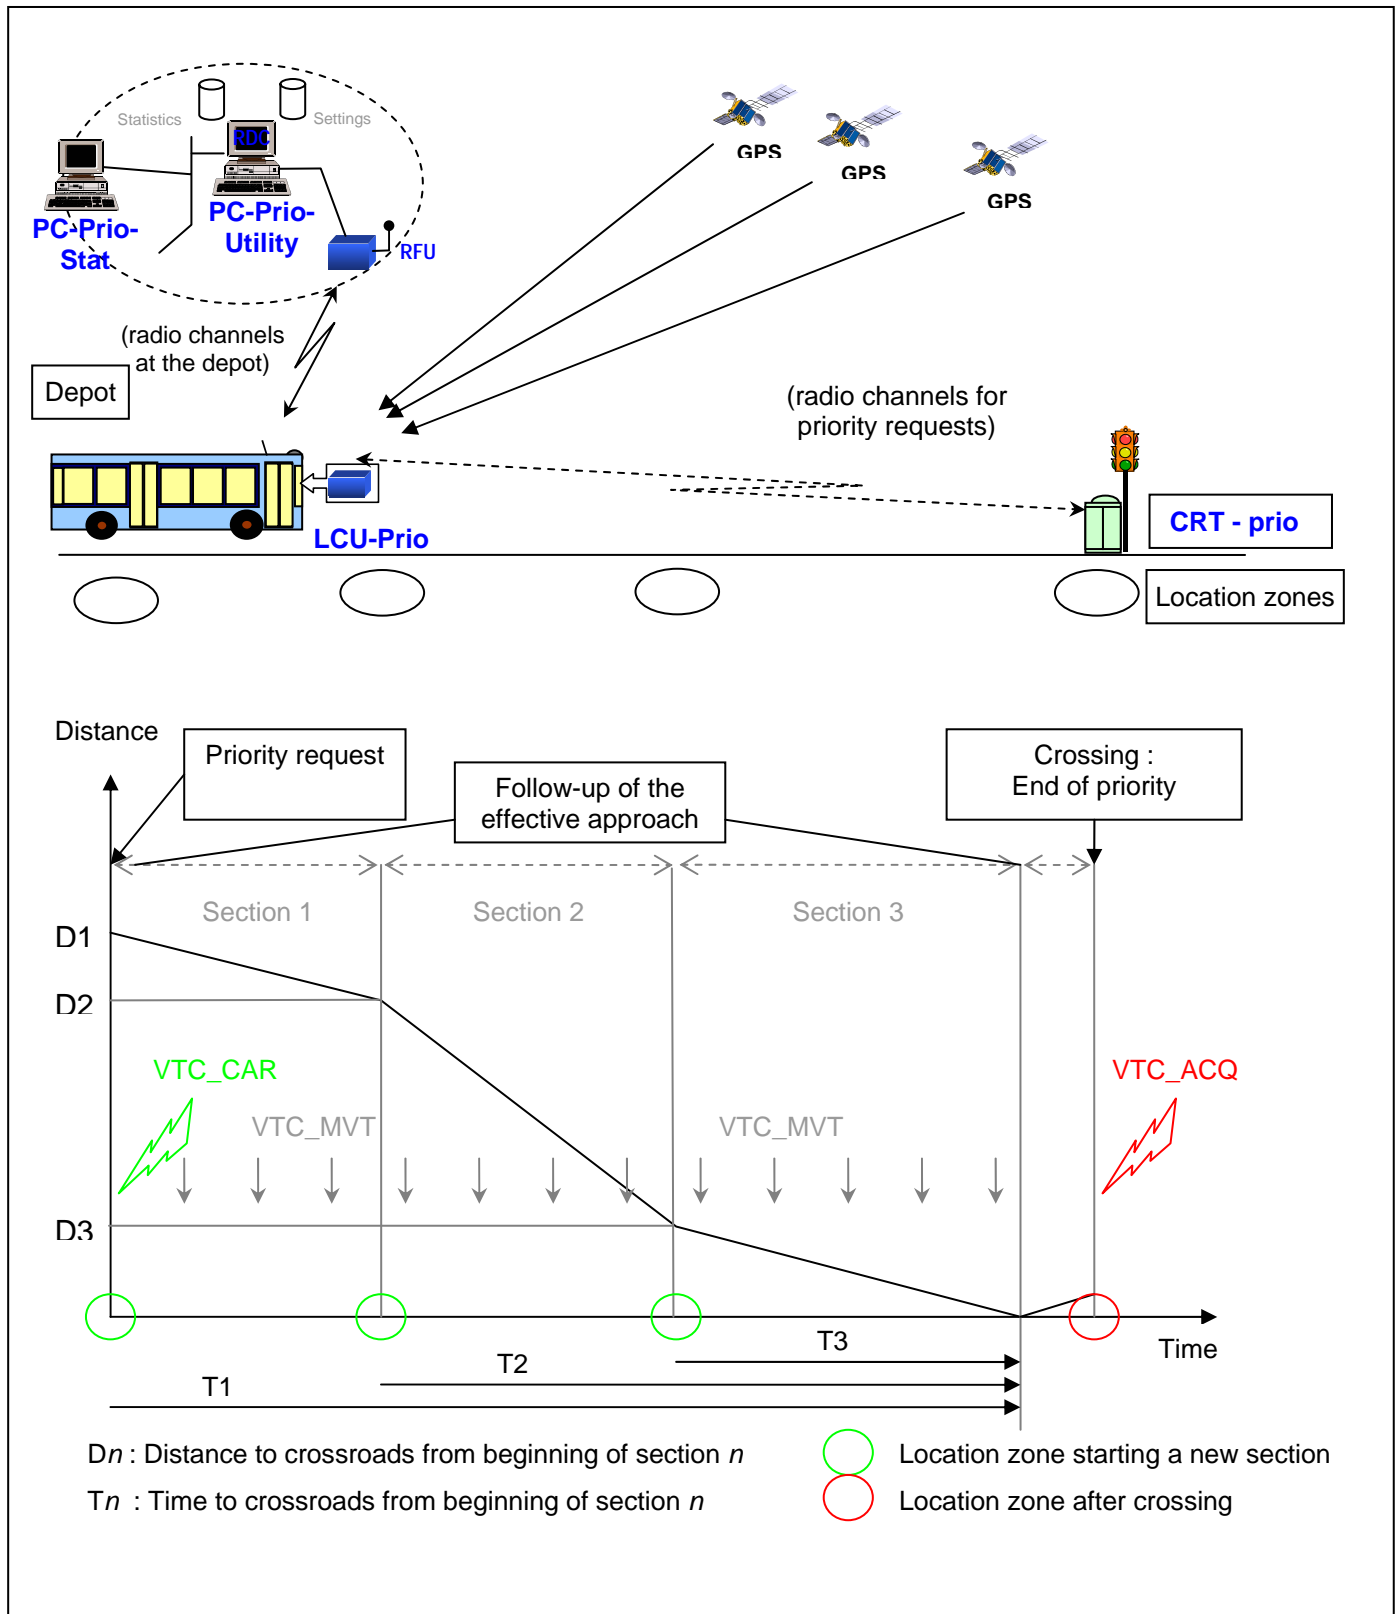 Statistics
Settings
RDC
GPS
GPS
GPS
PC-Prio-
Stat
PC-Prio-
Utility
RFU
(radio channels
at the depot)
Depot
(radio channels for
priority requests)
LCU-Prio
CRT - prio
Location zones
Distance
Priority request
Follow-up of the
effective approach
Crossing :
End of priority
Section 1
Section 2
Section 3
D1
D2
VTC_CAR
VTC_MVT
VTC_MVT
VTC_ACQ
D3
Time
T3
T2
T1
Dn : Distance to crossroads from beginning of section n
Location zone starting a new section
Tn : Time to crossroads from beginning of section n
Location zone after crossing